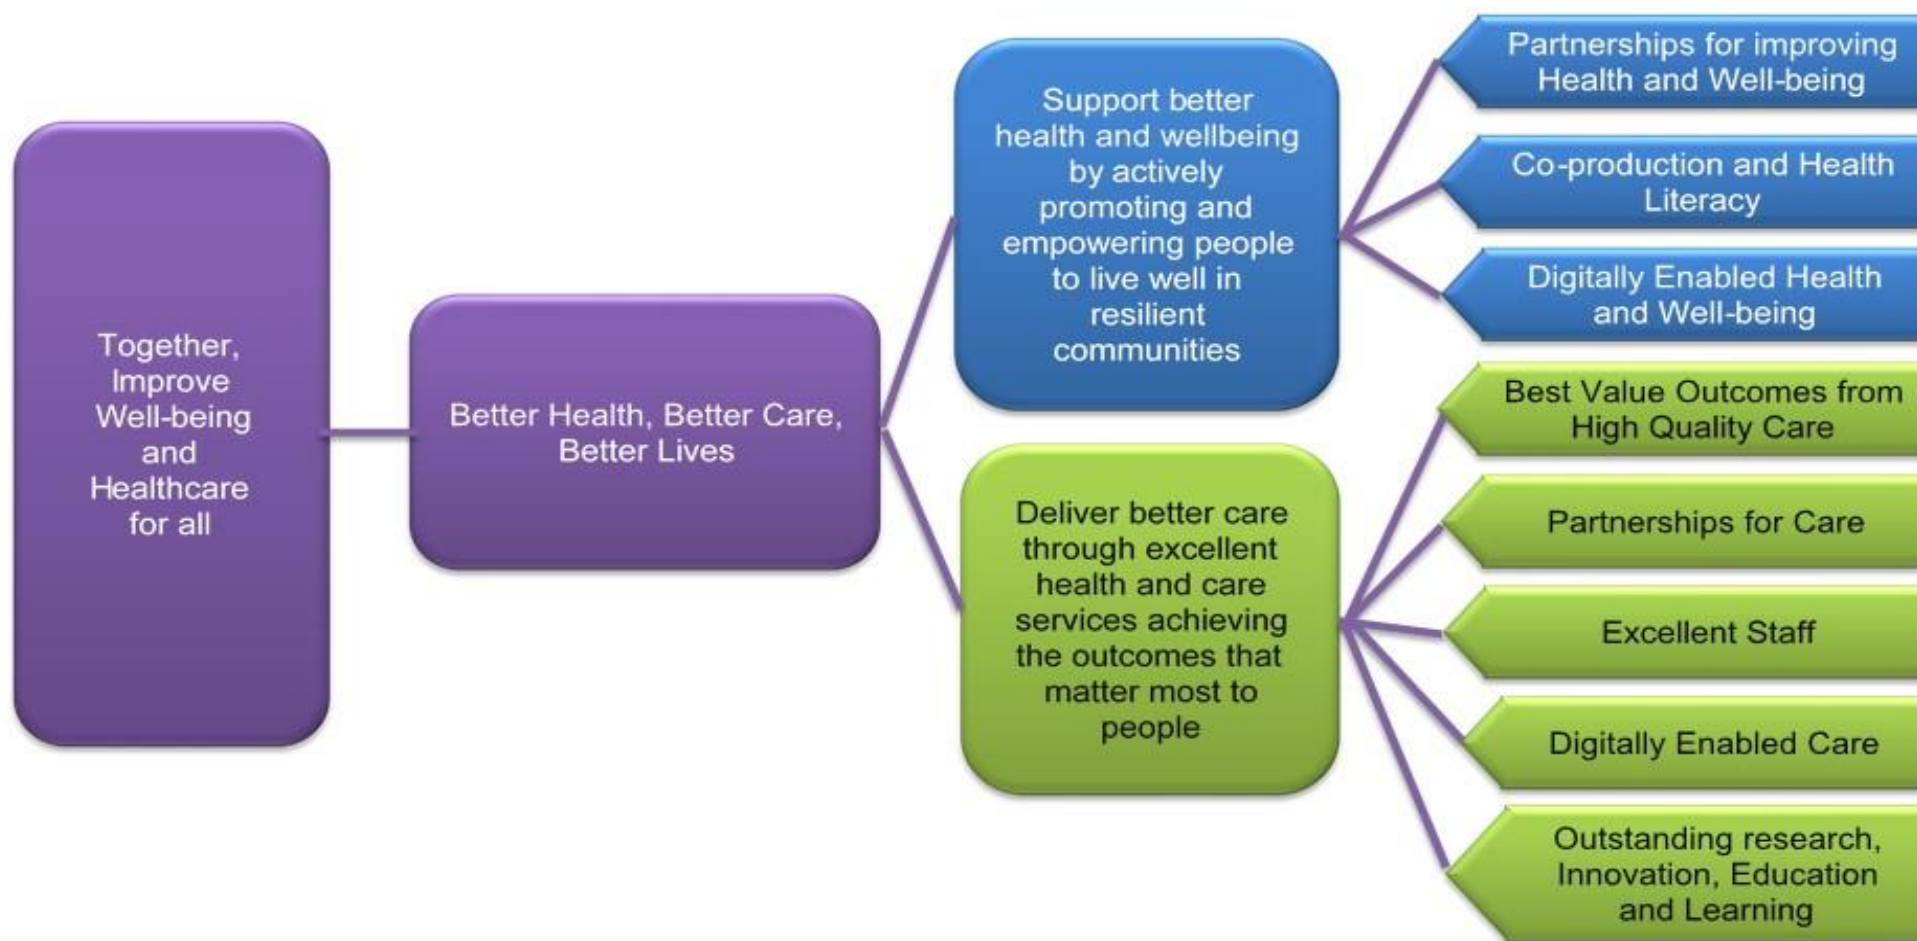 Together,
Improve
Well-being
and
Healthcare
for all
Better Health, Better Care,
Better Lives
Support better
health and wellbeing
by actively
promoting and
empowering people
to live well in
resilient
communities
Deliver better care
through excellent
health and care
services achieving
the outcomes that
matter most to
people
Partnerships for improving
Health and Well-being
Co-production and Health
Literacy
Digitally Enabled Health
and Well-being
Best Value Outcomes from
High Quality Care
Partnerships for Care
Excellent Staff
Digitally Enabled Care
Outstanding research,
Innovation, Education
and Learning